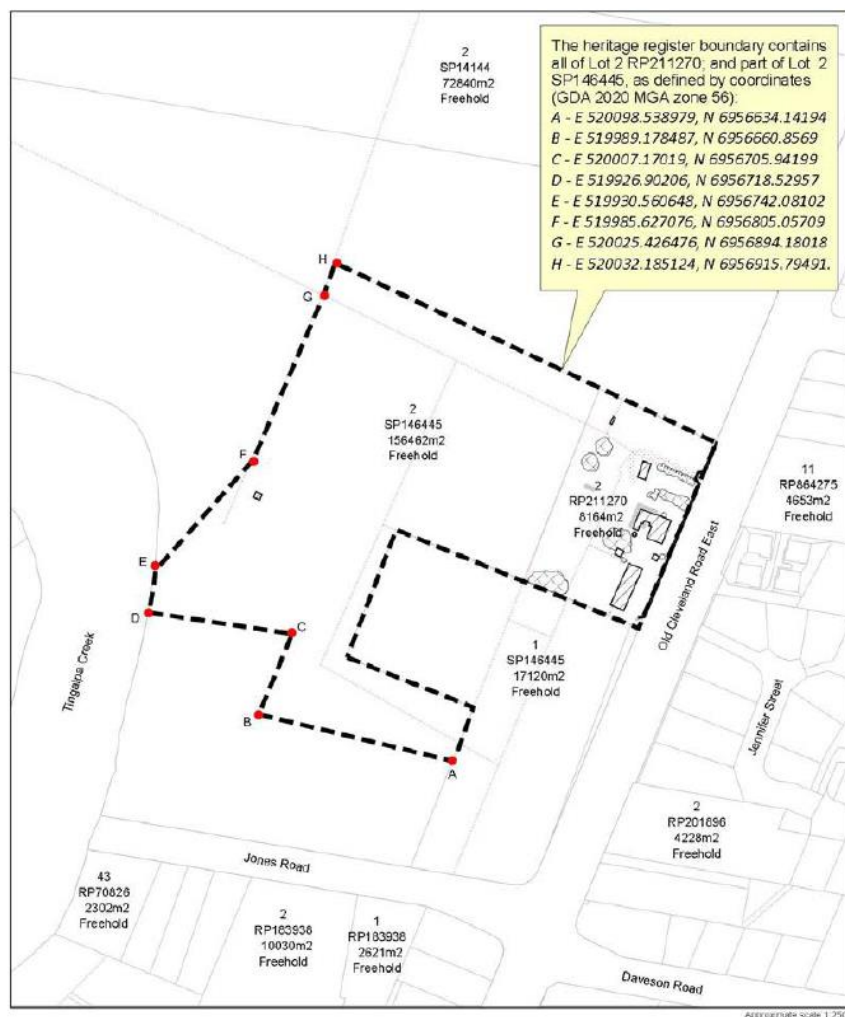 2
SP14144
72840m2
Freehold
The heritage register boundary contains
all of Lot 2 RP211270; and part of Lot 2
SP146445, as defined by coordinates
(GDA 2020 MGA zone 56):
A - E 520098.538979, N 6956634.14194
B - E 519989.178487, N 6956660.8569
C - E 520007.17019, N 6956705.94199
D - E 519926.90206, N 6956718.52957
E - E 519930.560648, N 6956742.08102
F - E 519985.627076, N 6956805.05709
G - E 520025.426476, N 6956894.18018
H - E 520032.185124, N 6956915.79491.
H
G
2
SP146445
156462m2
Freehold
F
2
RP211270
8164m2
Freehold
11
RP864275
4653m2
Freehold
E
D
C
Old Cleveland Road East
Tingalpa Creek
1
SP146445
17120m2
Freehold
Jennifer Street
B
A
2
RP201896
4228m2
Freehold
Jones Road
43
RP70826
2302m2
Freehold
2
RP183938
10030m2
Freehold
1
RP183938
2621m2
Freehold
Daveson Road
Approximate scale